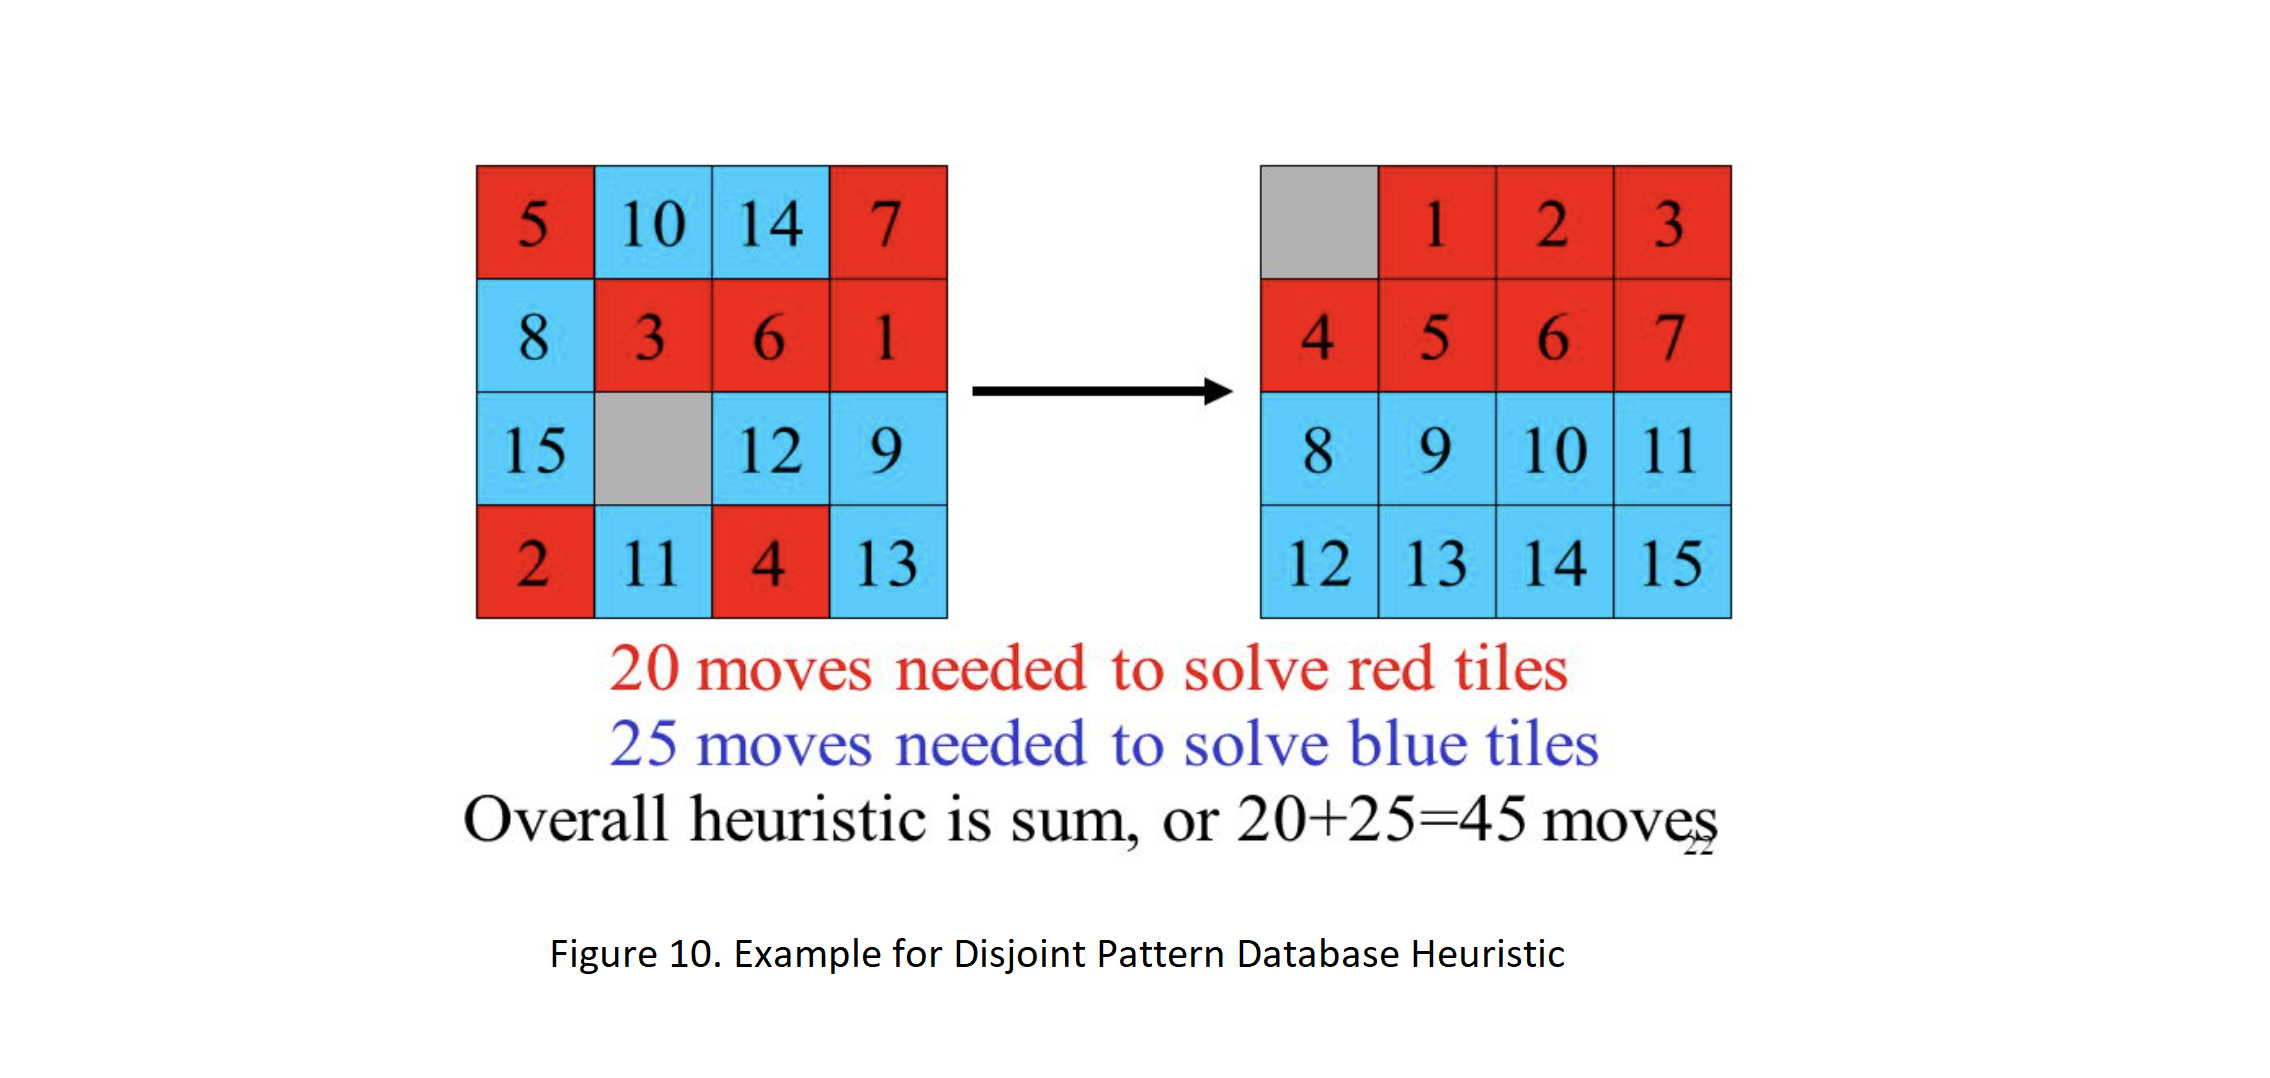 5 10 14 7
8 3 6 1
15 12 9
2 11 4 13
1 2 3
4 5 6 7
8 9 10 11
12 13 14 15
20 moves needed to solve red tiles
25 moves needed to solve blue tiles
Overall heuristic is sum, or 20+25=45 moves
22
Figure 10. Example for Disjoint Pattern Database Heuristic